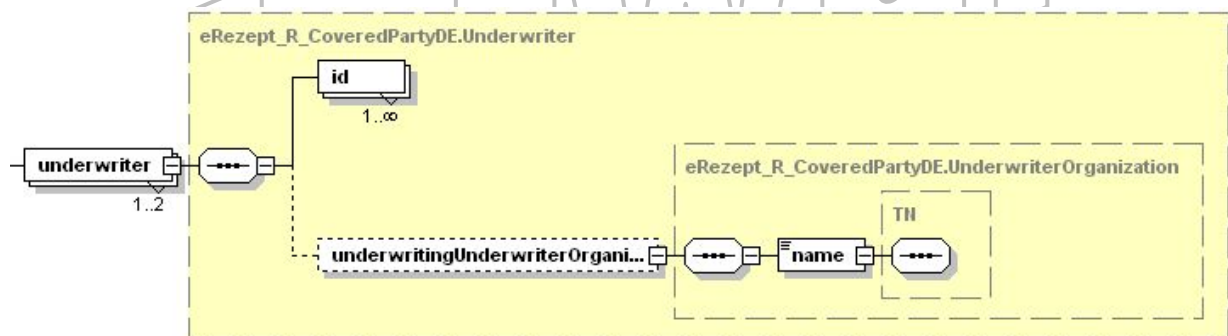 eRezept_R_CoveredPartyDE.Underwriter
id
1..∞
underwriter
1..2
eRezept_R_CoveredPartyDE.UnderwriterOrganization
TN
underwritingUnderwriterOrgani...
name